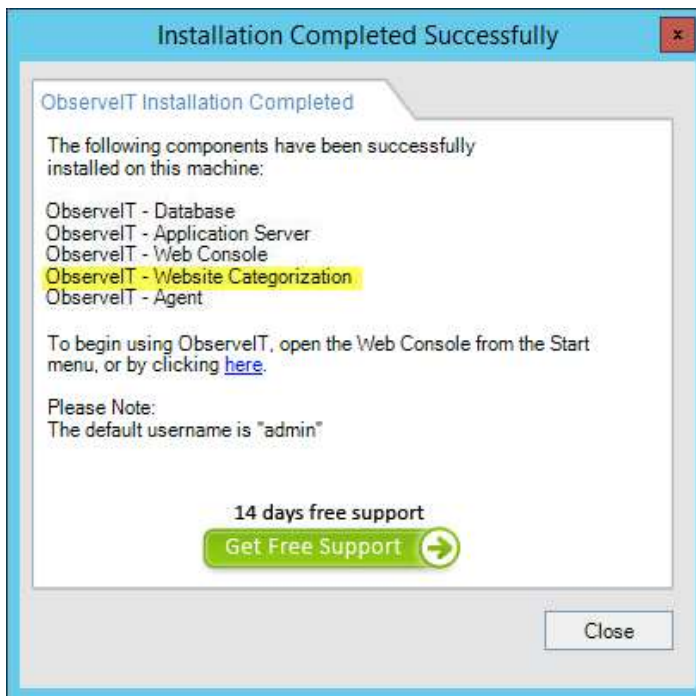 Installation Completed Successfully
x
ObserveIT Installation Completed
The following components have been successfully
installed on this machine:
ObserveIT - Database
ObserveIT - Application Server
ObserveIT - Web Console
ObserveIT - Website Categorization
ObserveIT - Agent
To begin using ObserveIT, open the Web Console from the Start
menu, or by clicking here.
Please Note:
The default username is "admin"
14 days free support
Get Free Support
Close